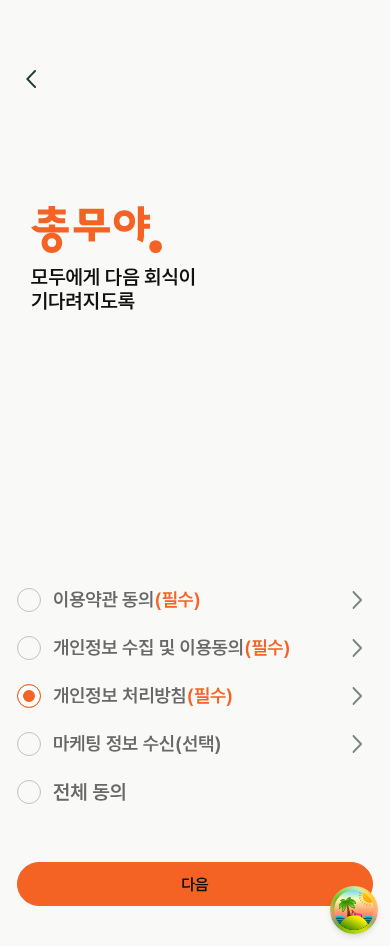 총무야.
모두에게 다음 회식이
기다려지도록
이용약관 동의(필수)
개인정보 수집 및 이용동의(필수)
개인정보 처리방침(필수)
마케팅 정보 수신(선택)
전체 동의
다음